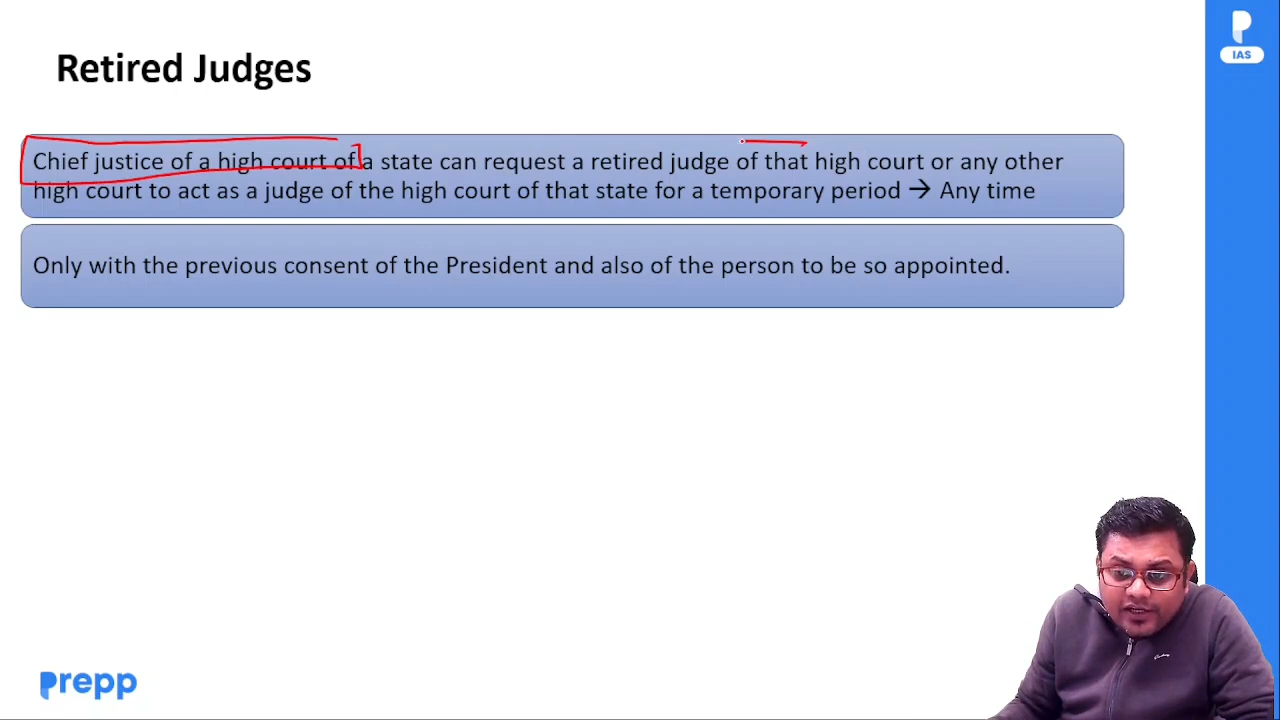 IAS
Retired Judges
Chief justice of a high court of a state can request a retired judge of that high court or any other
high court to act as a judge of the high court of that state for a temporary period → Any time
Only with the previous consent of the President and also of the person to be so appointed.
Prepp